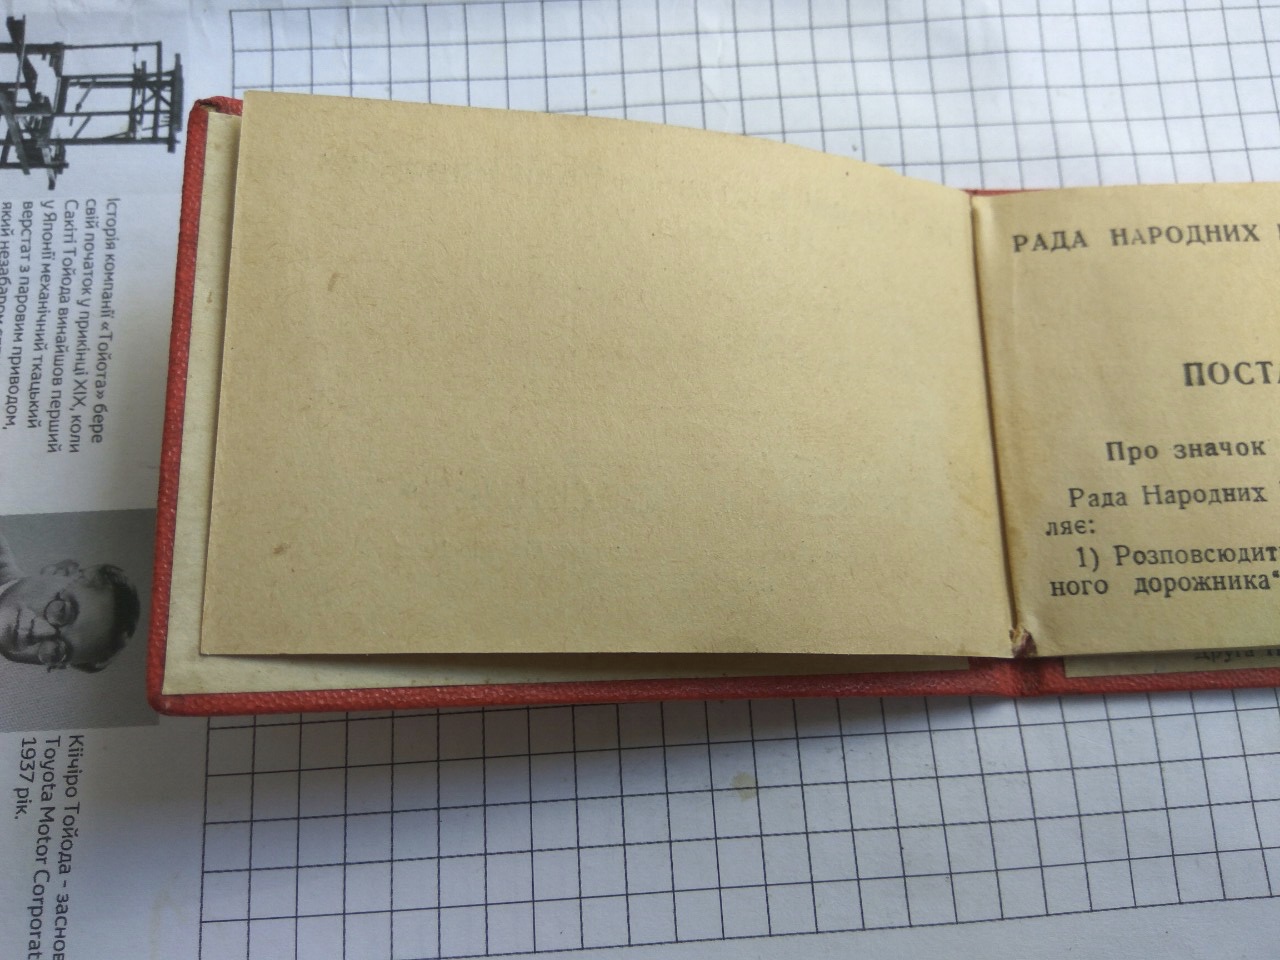 Історія компанії «Тойота» бере
свій початок у прикінці XIX, коли
Сакіті Тойода винайшов перший
у Японії механічний ткацький
верстат з паровим приводом,
який незабаром
Кіічіро Тойода - заснов
Toyota Motor Corporat
1937 рік.
РАДА НАРОДНИХ
ПОСТА
Про значок
Рада Народних
ляє:
1) Розповсюдит
ного дорожника“
Друга